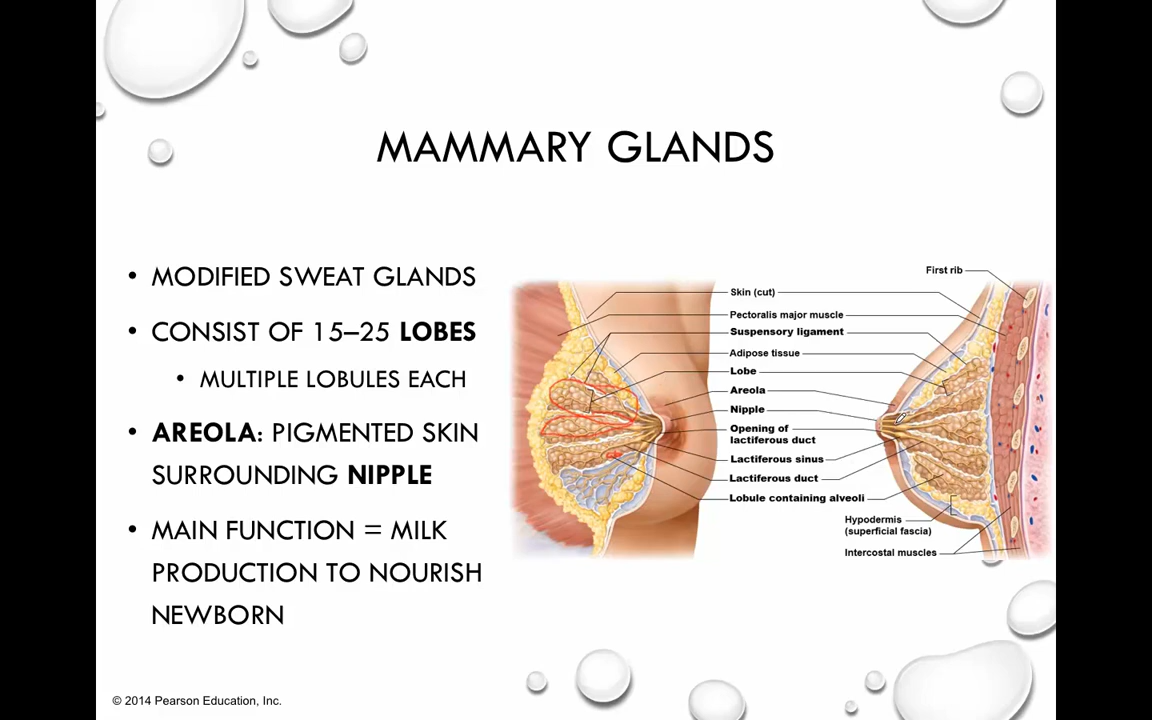 MAMMARY GLANDS
• MODIFIED SWEAT GLANDS
• CONSIST OF 15–25 LOBES
• MULTIPLE LOBULES EACH
• AREOLA: PIGMENTED SKIN
SURROUNDING NIPPLE
• MAIN FUNCTION = MILK
PRODUCTION TO NOURISH
NEWBORN
First rib
Skin (cut)
Pectoralis major muscle
Suspensory ligament
Adipose tissue
Lobe
Areola
Nipple
Opening of
lactiferous duct
Lactiferous sinus
Lactiferous duct
Lobule containing alveoli
Hypodermis
(superficial fascia)
Intercostal muscles
© 2014 Pearson Education, Inc.